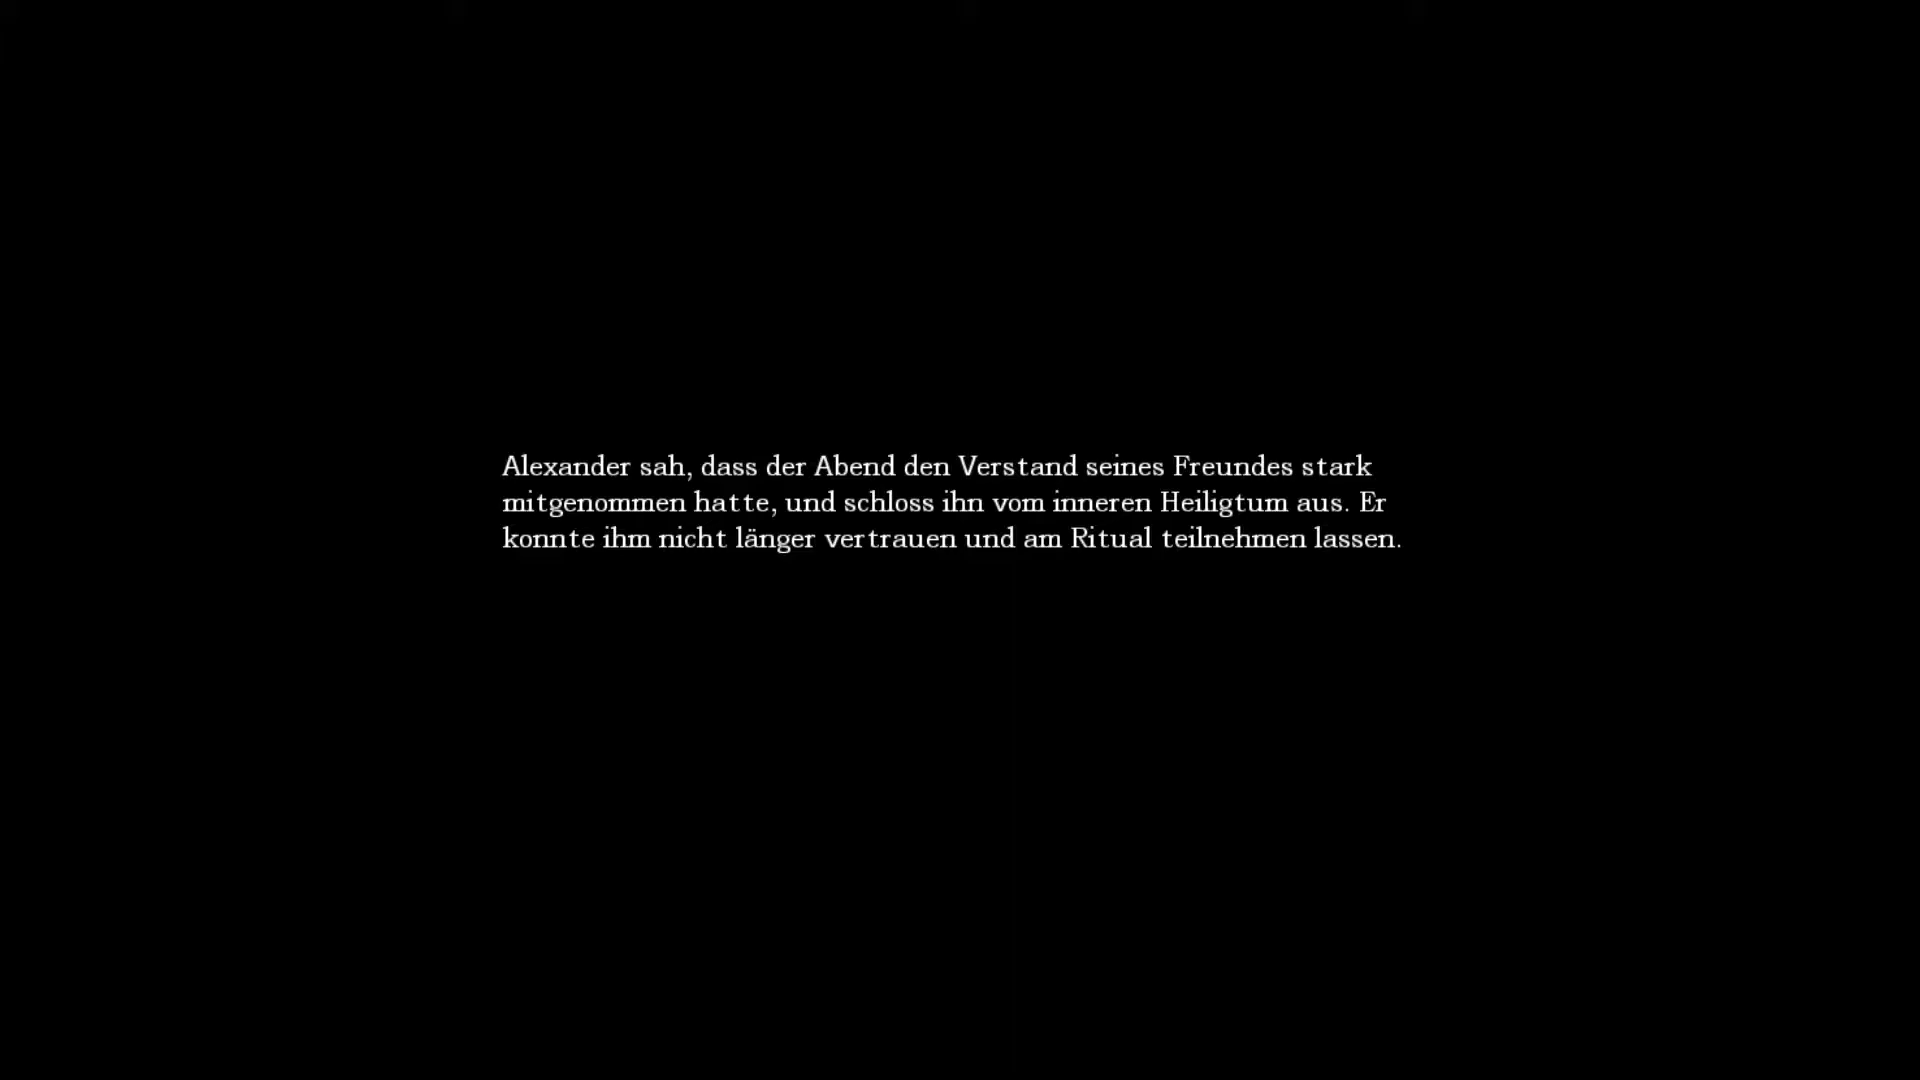 Alexander sah, dass der Abend den Verstand seines Freundes stark
mitgenommen hatte, und schloss ihn vom inneren Heiligtum aus. Er
konnte ihm nicht länger vertrauen und am Ritual teilnehmen lassen.